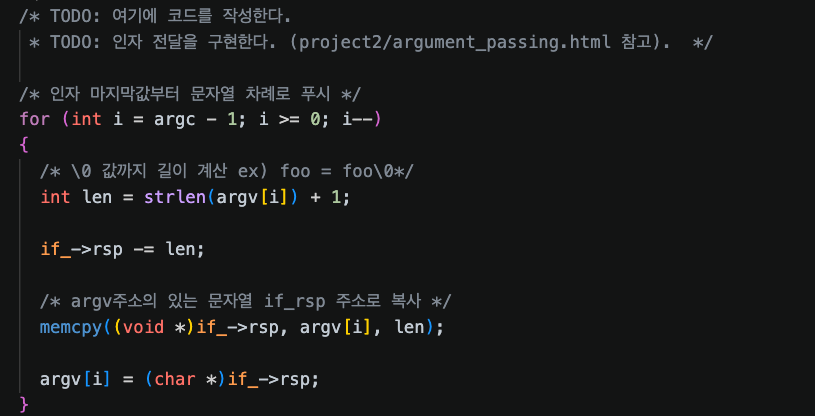 /* TODO: 여기에 코드를 작성한다.
 * TODO: 인자 전달을 구현한다. (project2/argument_passing.html 참고).  */
/* 인자 마지막값부터 문자열 차례로 푸시 */
for (int i = argc - 1; i >= 0; i--)
{
  /* \0 값까지 길이 계산 ex) foo = foo\0*/
  int len = strlen(argv[i]) + 1;
  if_->rsp -= len;
  /* argv주소의 있는 문자열 if_rsp 주소로 복사 */
  memcpy((void *)if_->rsp, argv[i], len);
  argv[i] = (char *)if_->rsp;
}